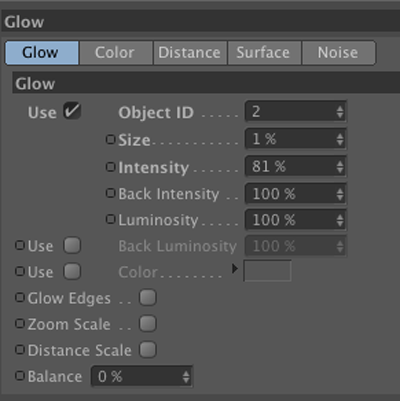 Glow
Glow Color Distance Surface Noise
Glow
Use Object ID ..... 2
Size........... 1 %
Intensity...... 81 %
Back Intensity .. 100 %
Luminosity..... 100 %
Use Back Luminosity 100 %
Use Color........
Glow Edges ..
Zoom Scale ..
Distance Scale
Balance 0 %